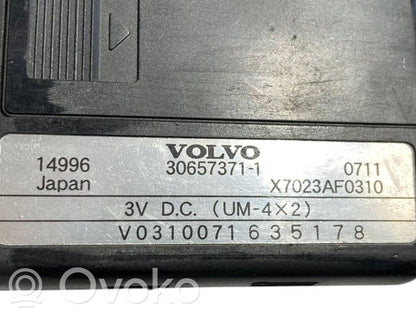 VOLVO
14996 30657371-1 0711
Japan X7023AF0310
3V D.C. (UM-4×2)
V0310071635178
OVOKO